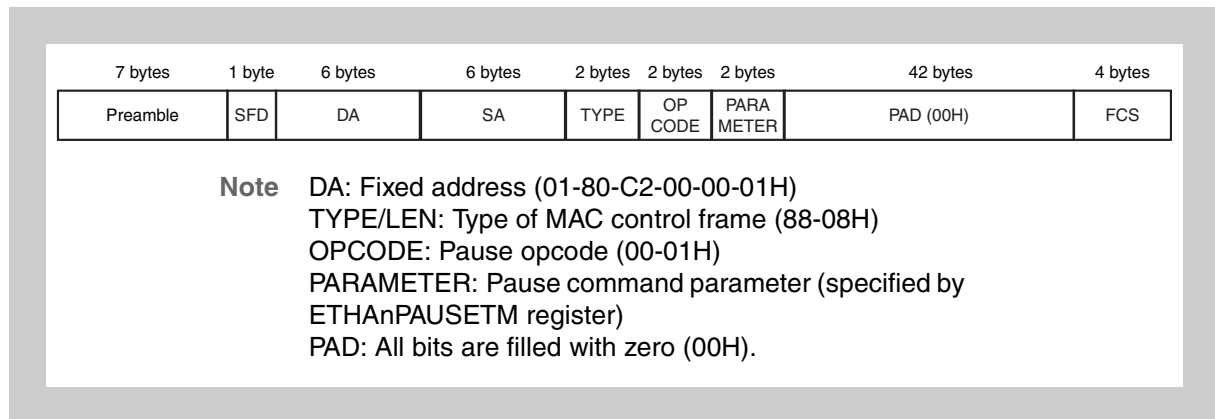 7 bytes 1 byte 6 bytes 6 bytes 2 bytes 2 bytes 2 bytes 42 bytes 4 bytes
Preamble SFD DA SA TYPE OP CODE PARA METER PAD (00H) FCS
Note DA: Fixed address (01-80-C2-00-00-01H)
TYPE/LEN: Type of MAC control frame (88-08H)
OPCODE: Pause opcode (00-01H)
PARAMETER: Pause command parameter (specified by
ETHAnPAUSETM register)
PAD: All bits are filled with zero (00H).